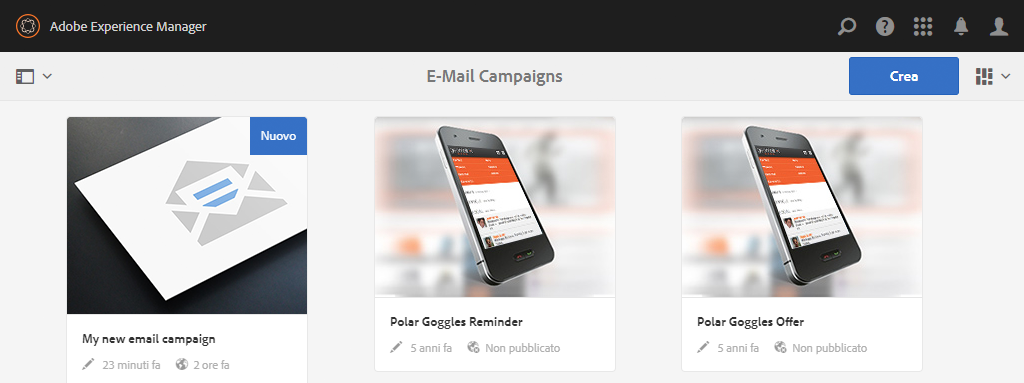 Adobe Experience Manager
E-Mail Campaigns
Crea
Nuovo
My new email campaign
23 minuti fa 2 ore fa
Polar Goggles Reminder
5 anni fa Non pubblicato
Polar Goggles Offer
5 anni fa Non pubblicato